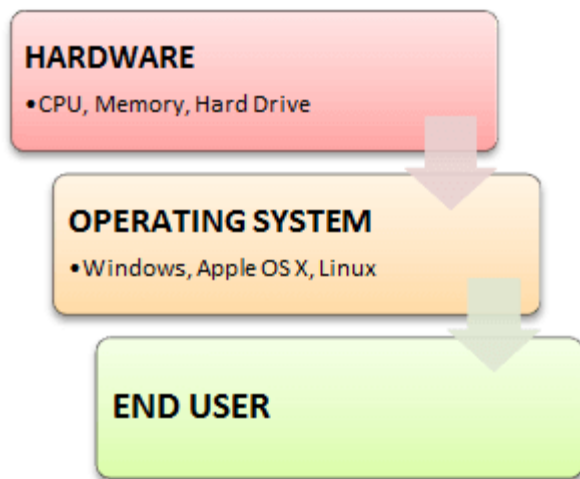 HARDWARE
•CPU, Memory, Hard Drive
OPERATING SYSTEM
•Windows, Apple OS X, Linux
END USER